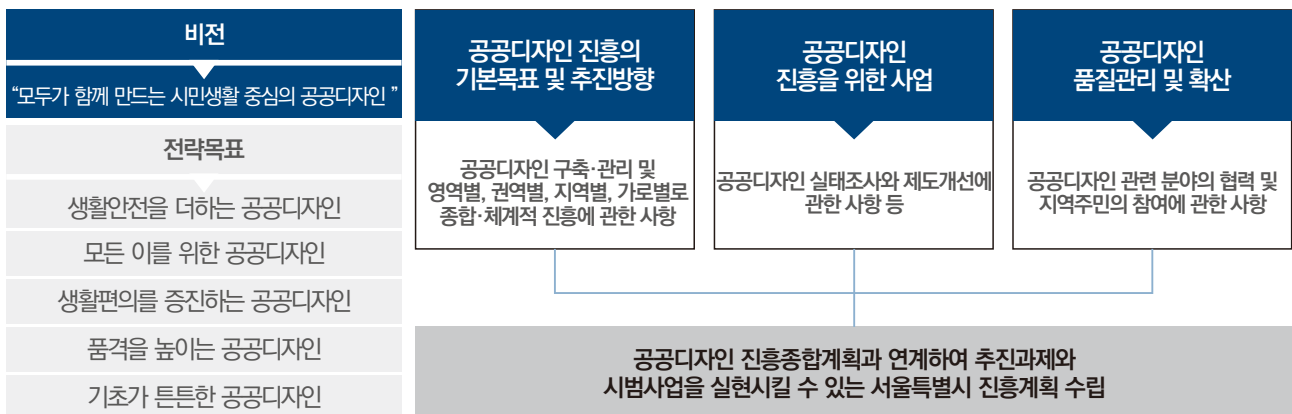 비전
“모두가 함께 만드는 시민생활 중심의 공공디자인 ”
전략목표
생활안전을 더하는 공공디자인
모든 이를 위한 공공디자인
생활편의를 증진하는 공공디자인
품격을 높이는 공공디자인
기초가 튼튼한 공공디자인
공공디자인 진흥의
기본목표 및 추진방향
공공디자인 구축·관리 및
영역별, 권역별, 지역별, 가로별로
종합·체계적 진흥에 관한 사항
공공디자인
진흥을 위한 사업
공공디자인 실태조사와 제도개선에
관한 사항 등
공공디자인
품질관리 및 확산
공공디자인 관련 분야의 협력 및
지역주민의 참여에 관한 사항
공공디자인 진흥종합계획과 연계하여 추진과제와
시범사업을 실현시킬 수 있는 서울특별시 진흥계획 수립